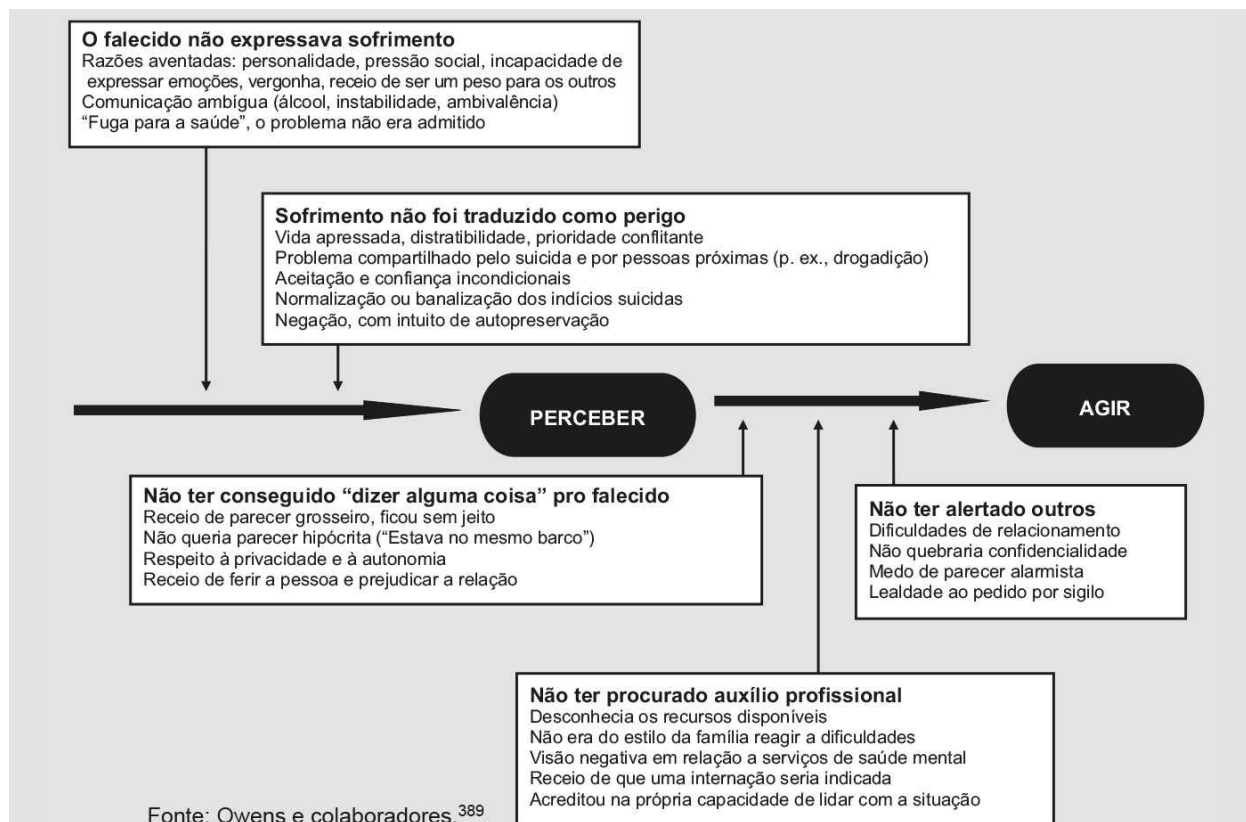 O falecido não expressava sofrimento
Razões aventadas: personalidade, pressão social, incapacidade de
expressar emoções, vergonha, receio de ser um peso para os outros
Comunicação ambígua (álcool, instabilidade, ambivalência)
“Fuga para a saúde”, o problema não era admitido
Sofrimento não foi traduzido como perigo
Vida apressada, distratibilidade, prioridade conflitante
Problema compartilhado pelo suicida e por pessoas próximas (p. ex., drogadição)
Aceitação e confiança incondicionais
Normalização ou banalização dos indícios suicidas
Negação, com intuito de autopreservação
PERCEBER
AGIR
Não ter conseguido “dizer alguma coisa” pro falecido
Receio de parecer grosseiro, ficou sem jeito
Não queria parecer hipócrita (“Estava no mesmo barco”)
Respeito à privacidade e à autonomia
Receio de ferir a pessoa e prejudicar a relação
Não ter alertado outros
Dificuldades de relacionamento
Não quebraria confidencialidade
Medo de parecer alarmista
Lealdade ao pedido por sigilo
Não ter procurado auxílio profissional
Desconhecia os recursos disponíveis
Não era do estilo da família reagir a dificuldades
Visão negativa em relação a serviços de saúde mental
Receio de que uma internação seria indicada
Acreditou na própria capacidade de lidar com a situação
Fonte: Owens e colaboradores.389